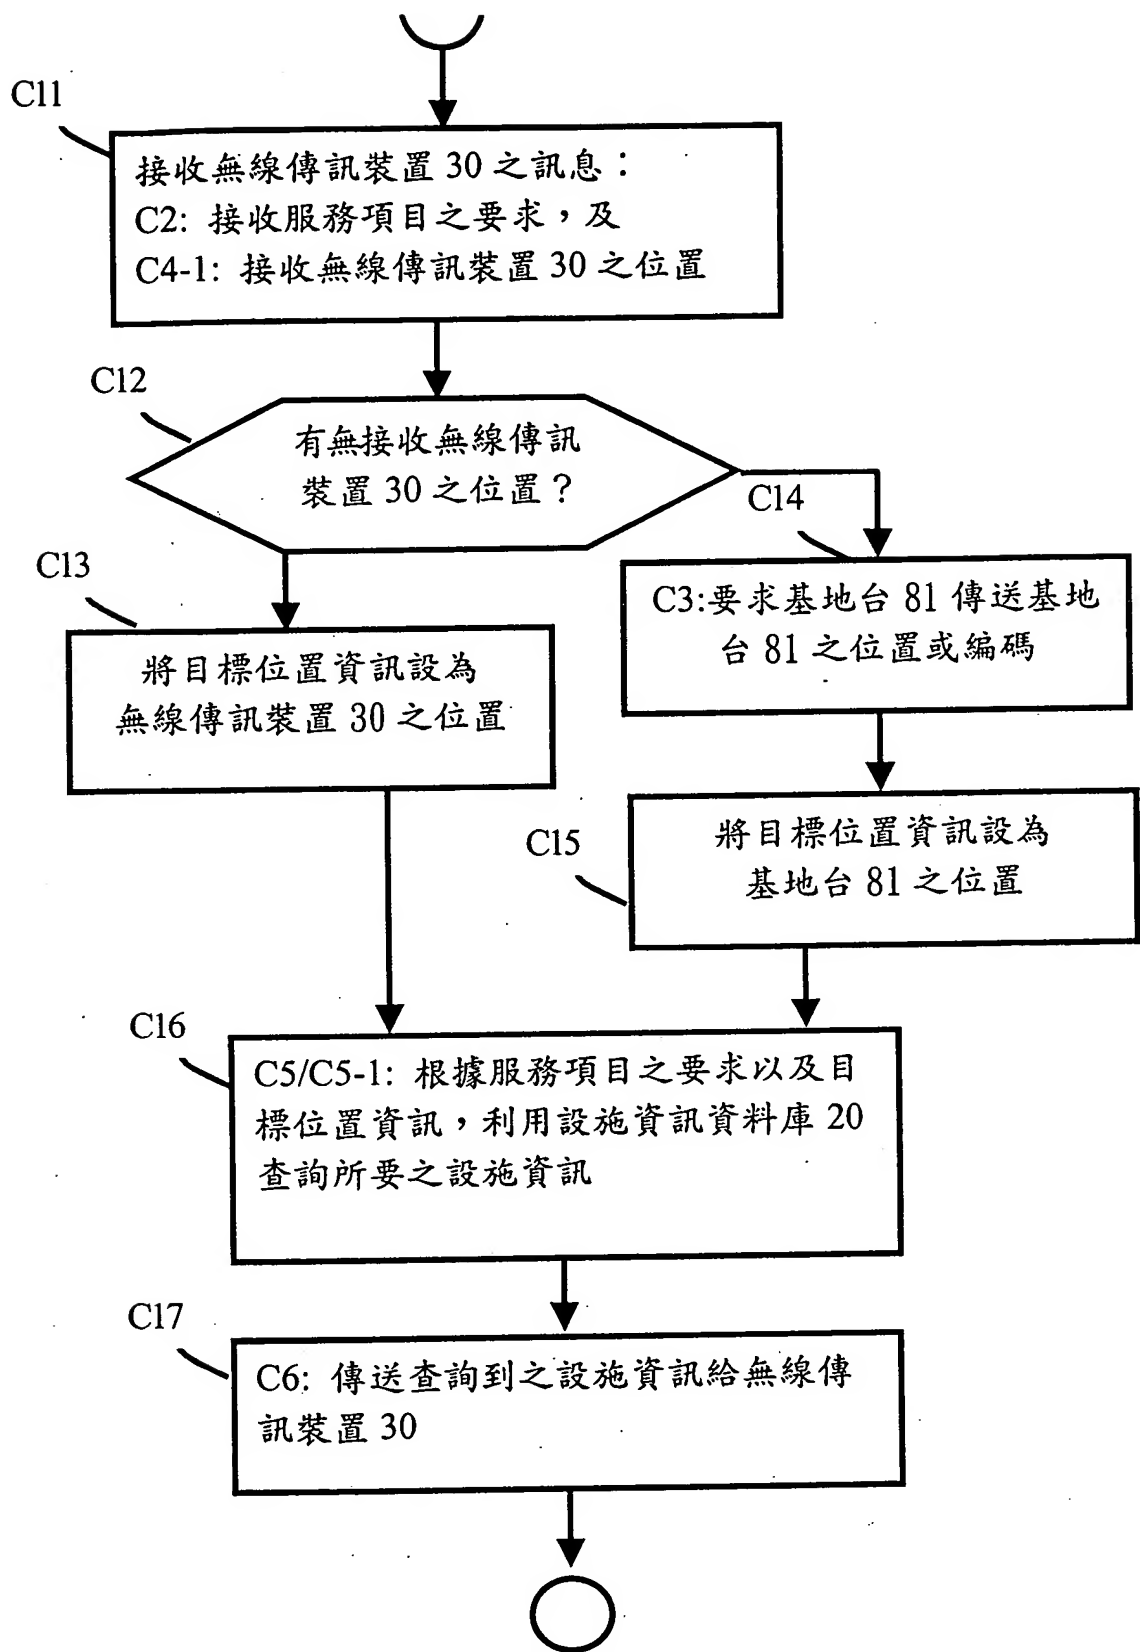 C11
接收無線傳訊裝置 30 之訊息：
C2: 接收服務項目之要求，及
C4-1: 接收無線傳訊裝置 30 之位置
C12
有無接收無線傳訊
裝置 30 之位置？
C13
將目標位置資訊設為
無線傳訊裝置 30 之位置
C14
C3:要求基地台 81 傳送基地
台 81 之位置或編碼
C15
將目標位置資訊設為
基地台 81 之位置
C16
C5/C5-1: 根據服務項目之要求以及目
標位置資訊，利用設施資訊資料庫 20
查詢所要之設施資訊
C17
C6: 傳送查詢到之設施資訊給無線傳
訊裝置 30